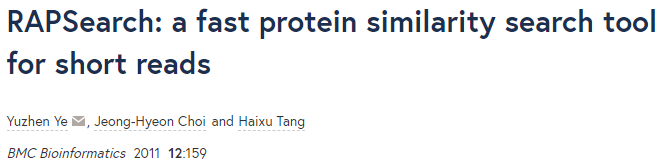 RAPSearch: a fast protein similarity search tool
for short reads
Yuzhen Ye, Jeong-Hyeon Choi and Haixu Tang
BMC Bioinformatics 2011 12:159